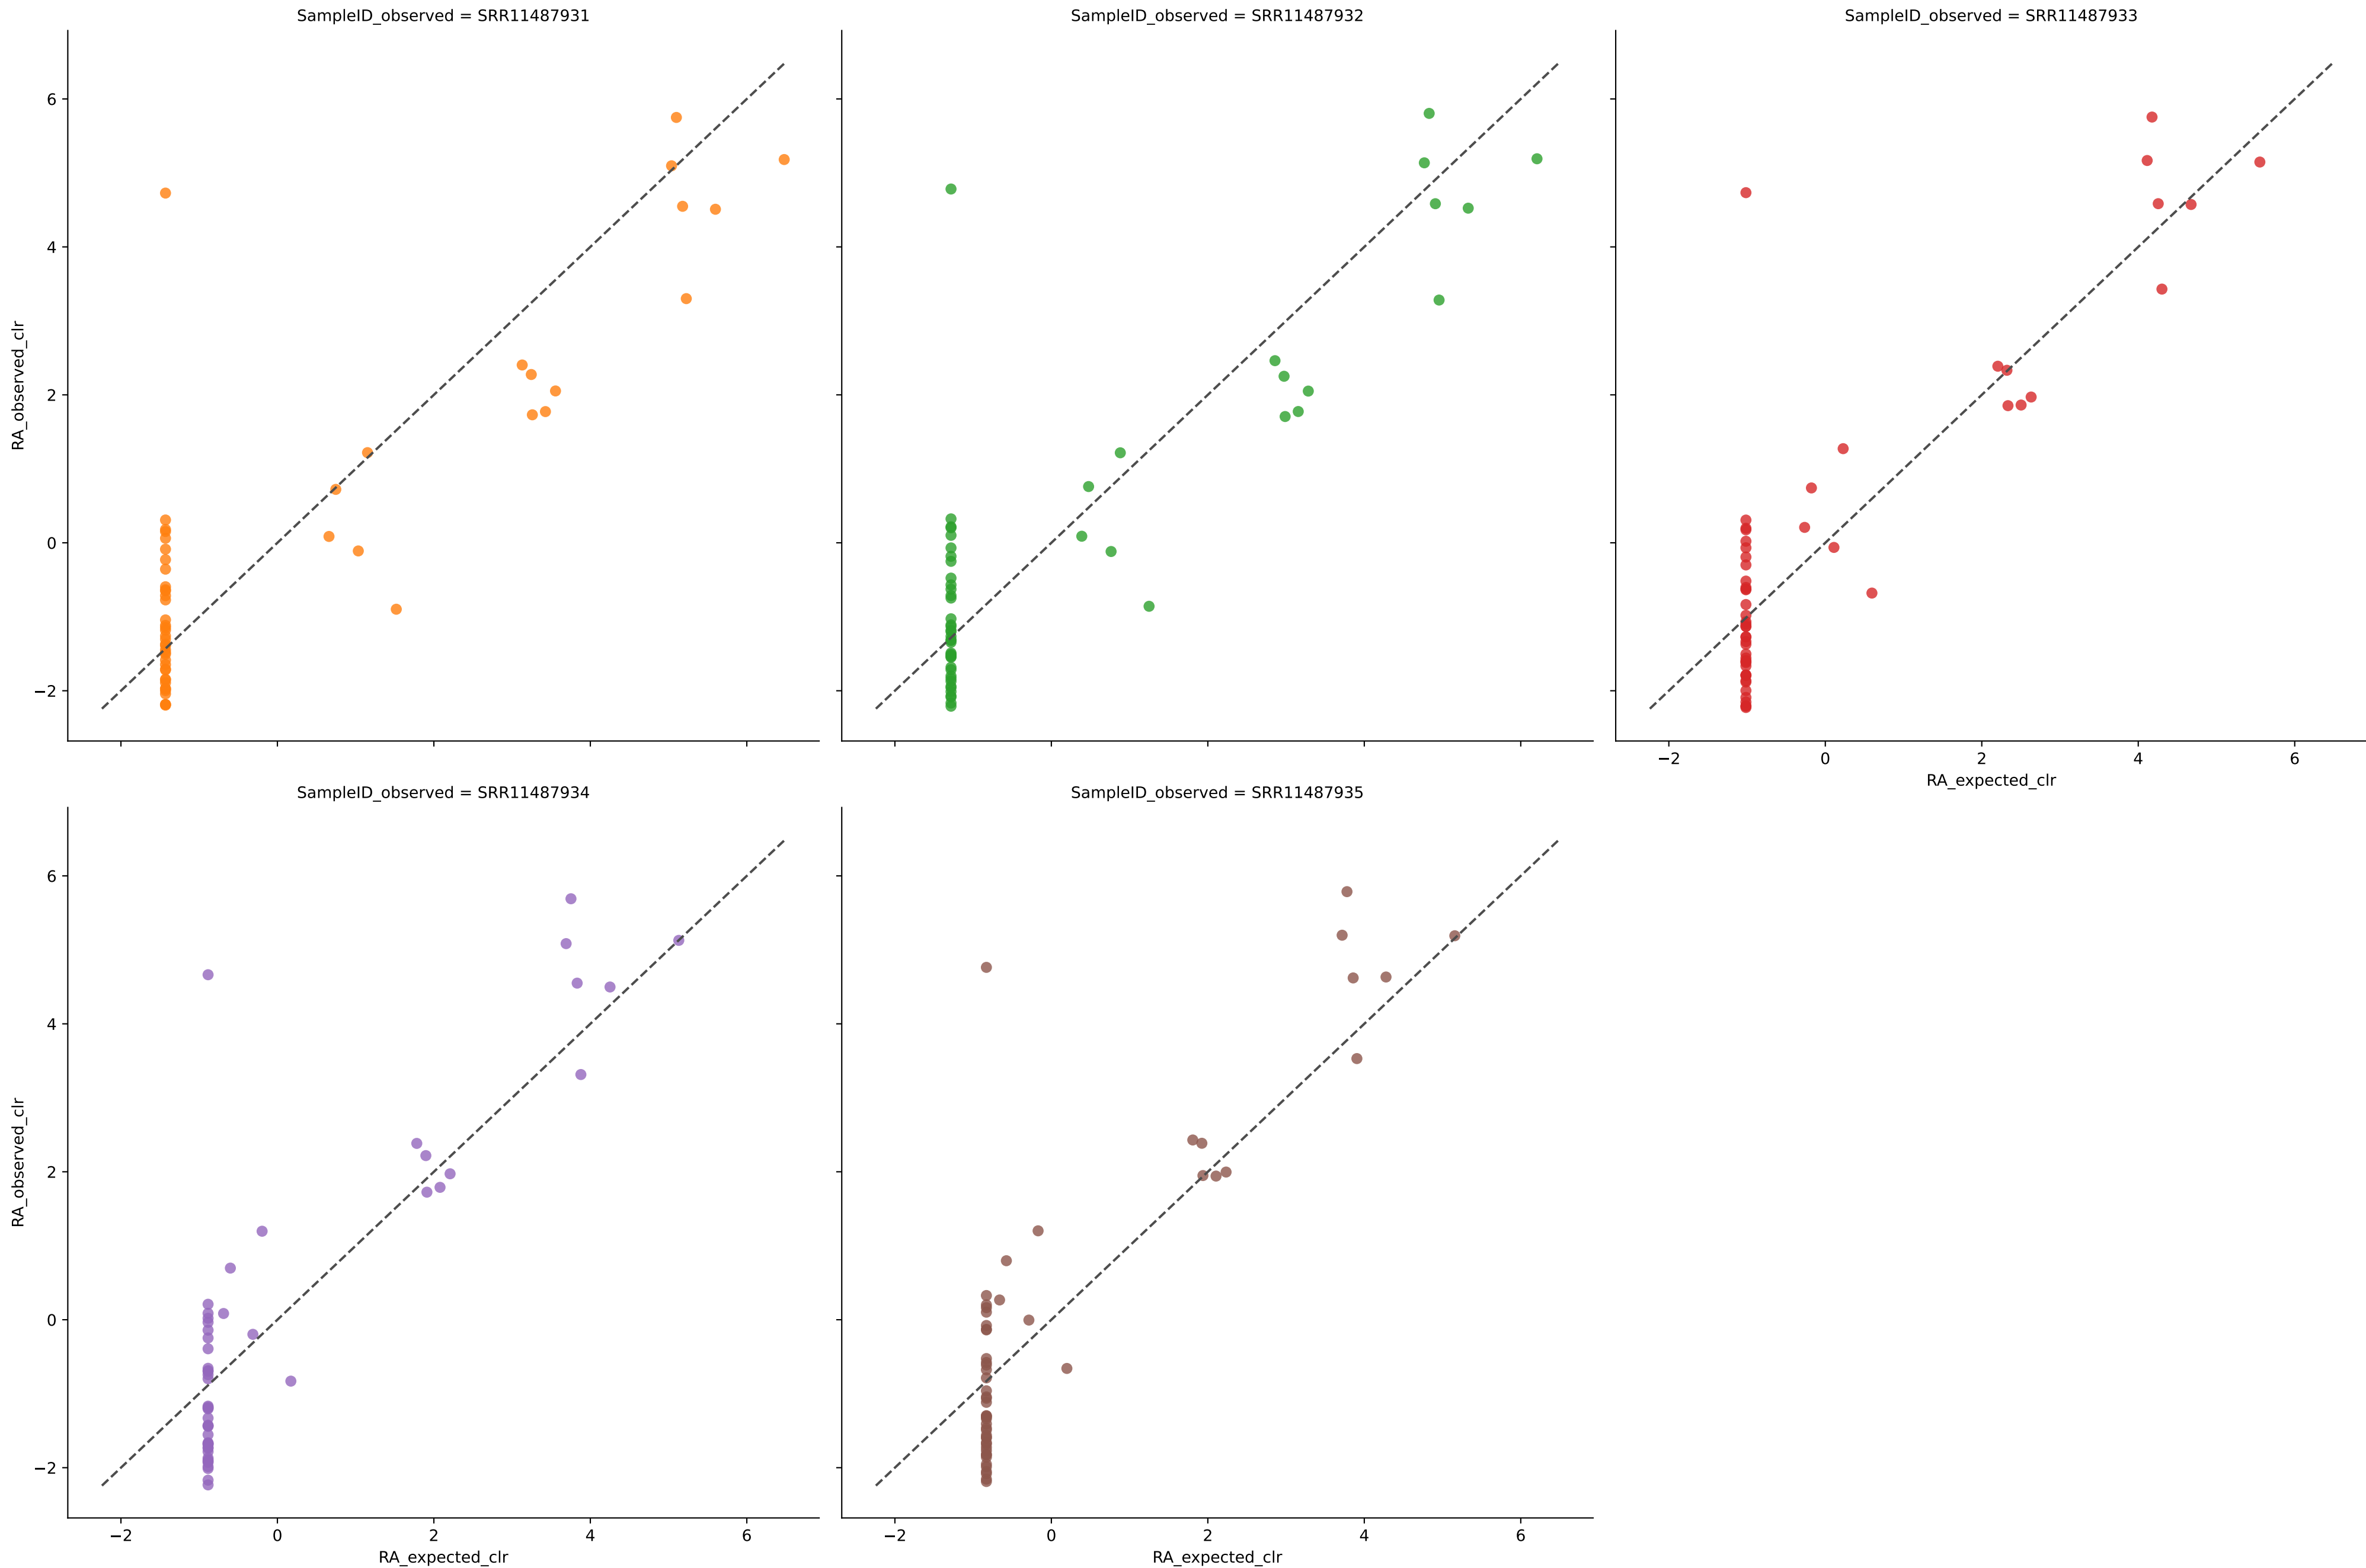 SampleID_observed = SRR11487931
SampleID_observed = SRR11487932
SampleID_observed = SRR11487933
RA_observed_clr
6
4
2
0
−2
−2
0
2
4
6
RA_expected_clr
SampleID_observed = SRR11487934
SampleID_observed = SRR11487935
RA_observed_clr
6
4
2
0
−2
−2
0
2
4
6
RA_expected_clr
−2
0
2
4
6
RA_expected_clr